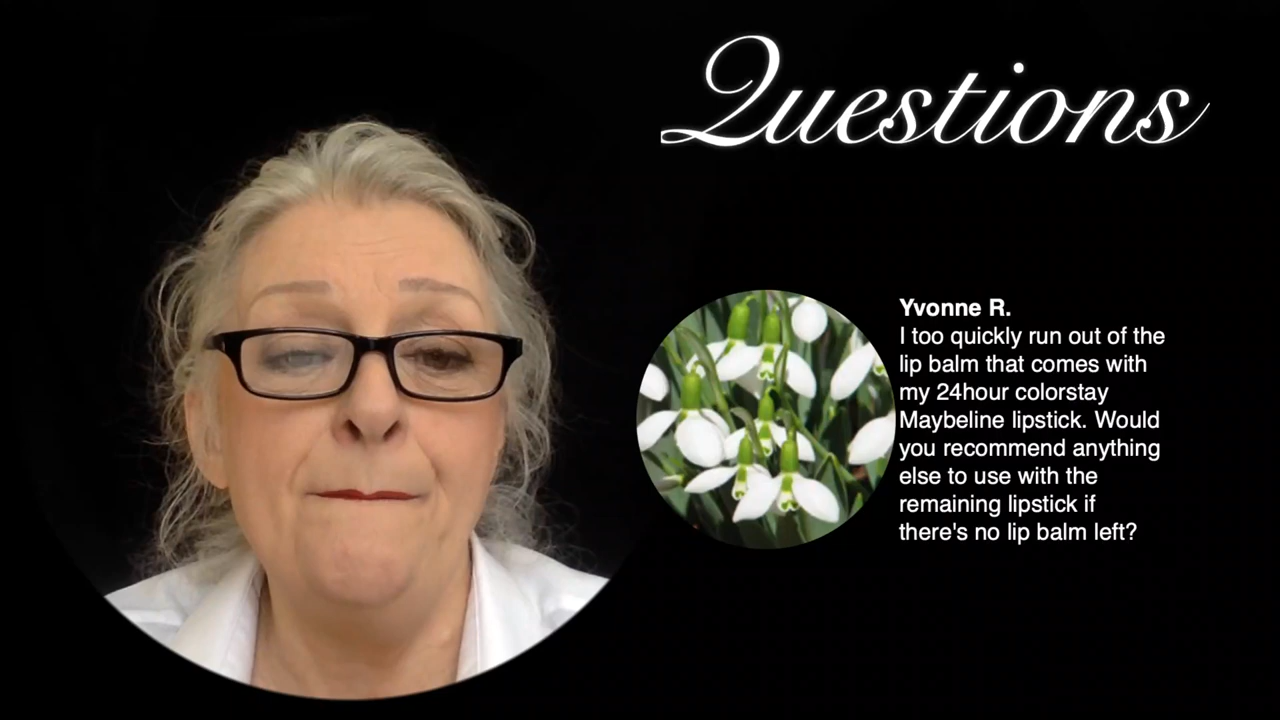 Questions
Yvonne R.
I too quickly run out of the
lip balm that comes with
my 24hour colorstay
Maybeline lipstick. Would
you recommend anything
else to use with the
remaining lipstick if
there's no lip balm left?